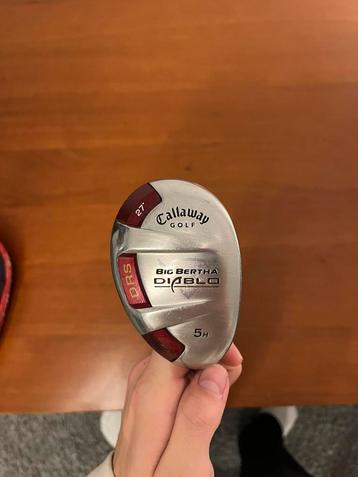 27°
Callaway
GOLF
DRS
BIG BERTHA
DIABLO
5H